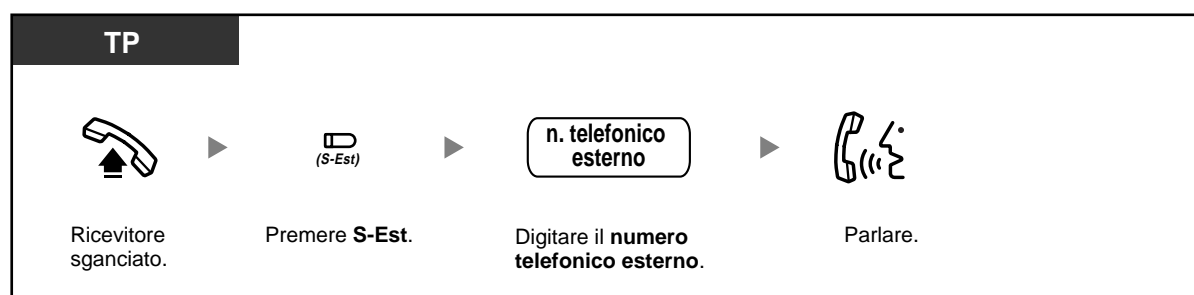 TP
(S-Est)
n. telefonico
esterno
Ricevitore
sganciato.
Premere S-Est.
Digitare il numero
telefonico esterno.
Parlare.